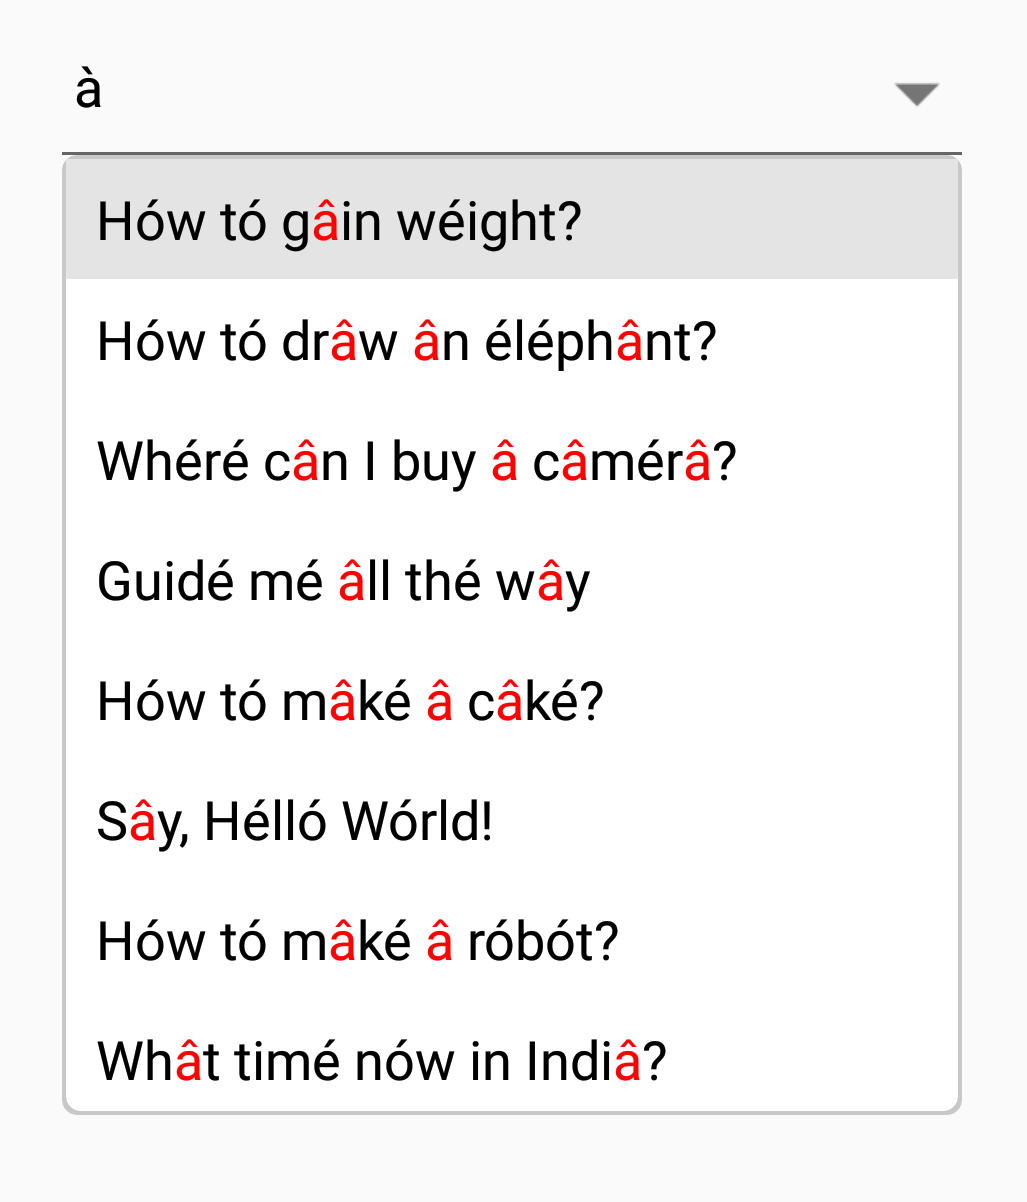 à
Hów tó gâin wéight?
Hów tó drâw ân éléphânt?
Whéré cân I buy â câmérâ?
Guidé mé âll thé wây
Hów tó mâké â câké?
Sây, Hélló Wórld!
Hów tó mâké â róbót?
Whât timé nów in Indiâ?